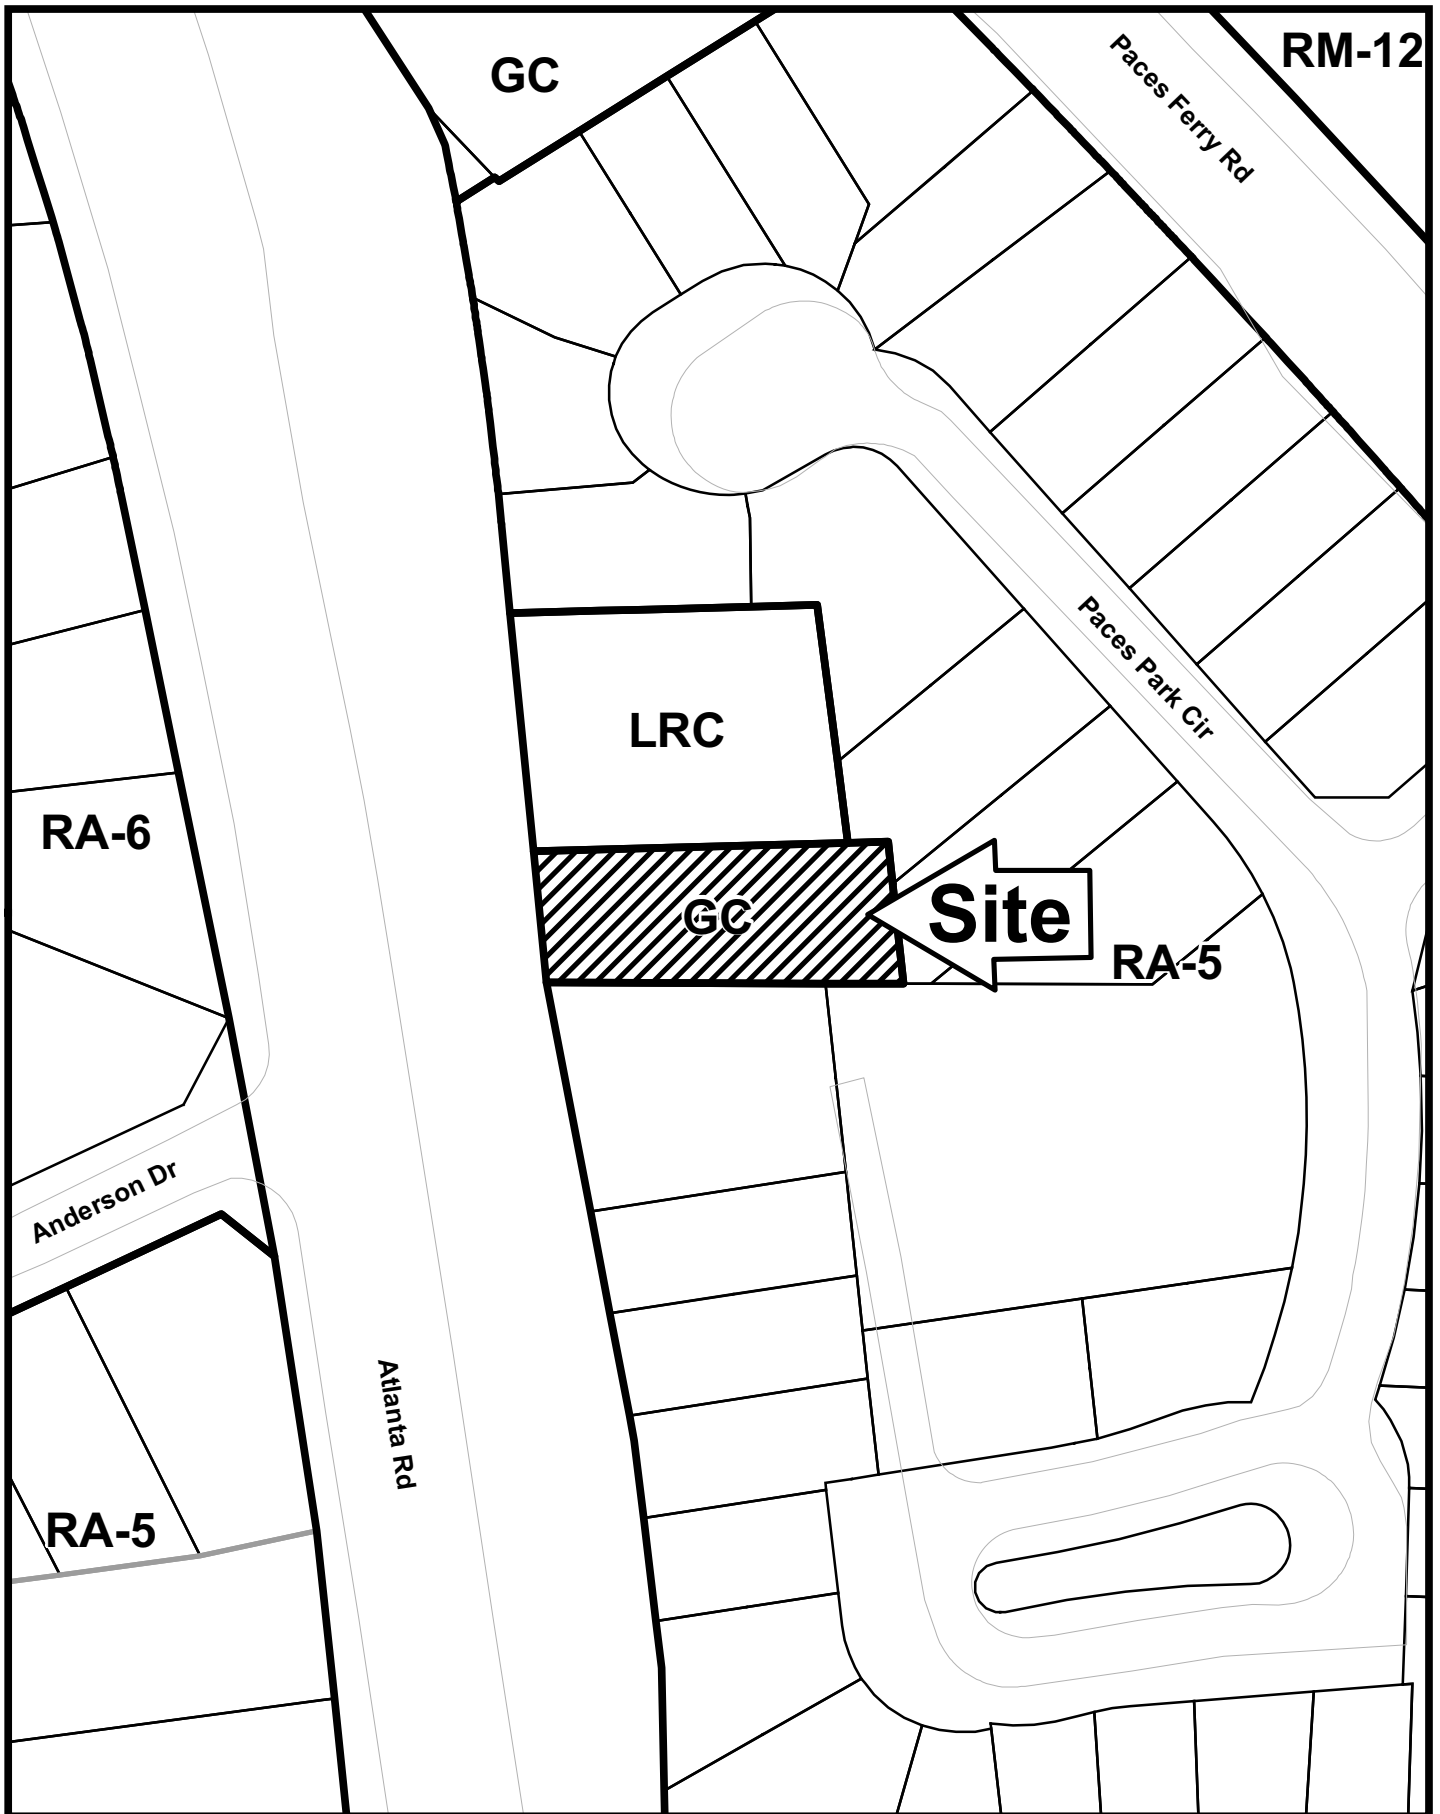 GC
RM-12
Paces Ferry Rd
Paces Park Cir
LRC
RA-6
GC
Site
RA-5
Anderson Dr
Atlanta Rd
RA-5